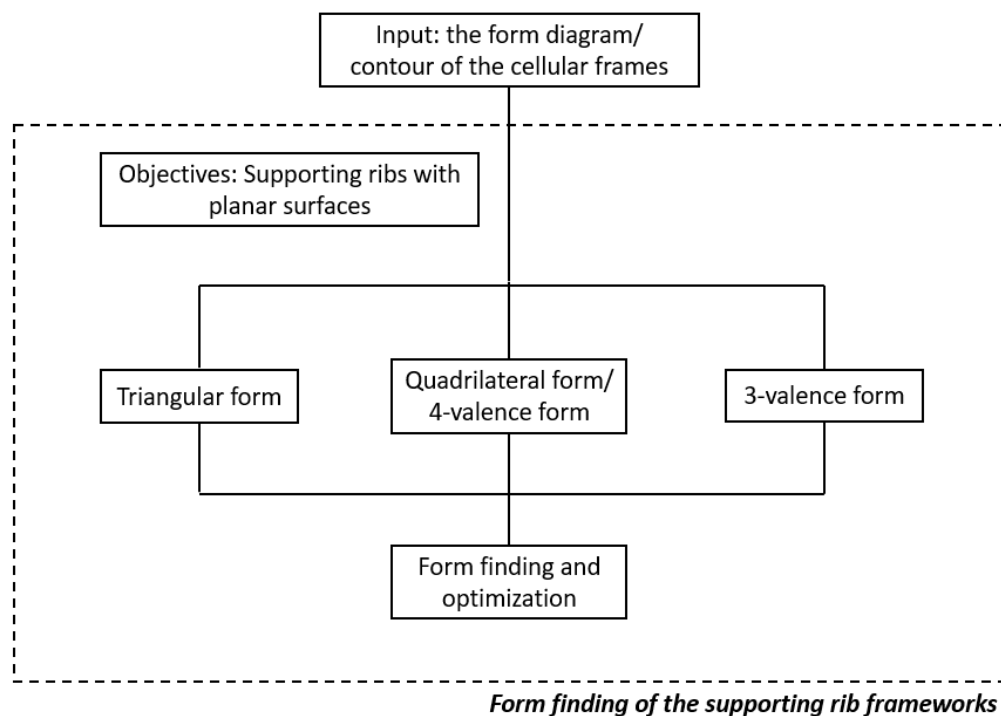 Input: the form diagram/
contour of the cellular frames
Objectives: Supporting ribs with
planar surfaces
Triangular form
Quadrilateral form/
4-valence form
3-valence form
Form finding and
optimization
Form finding of the supporting rib frameworks